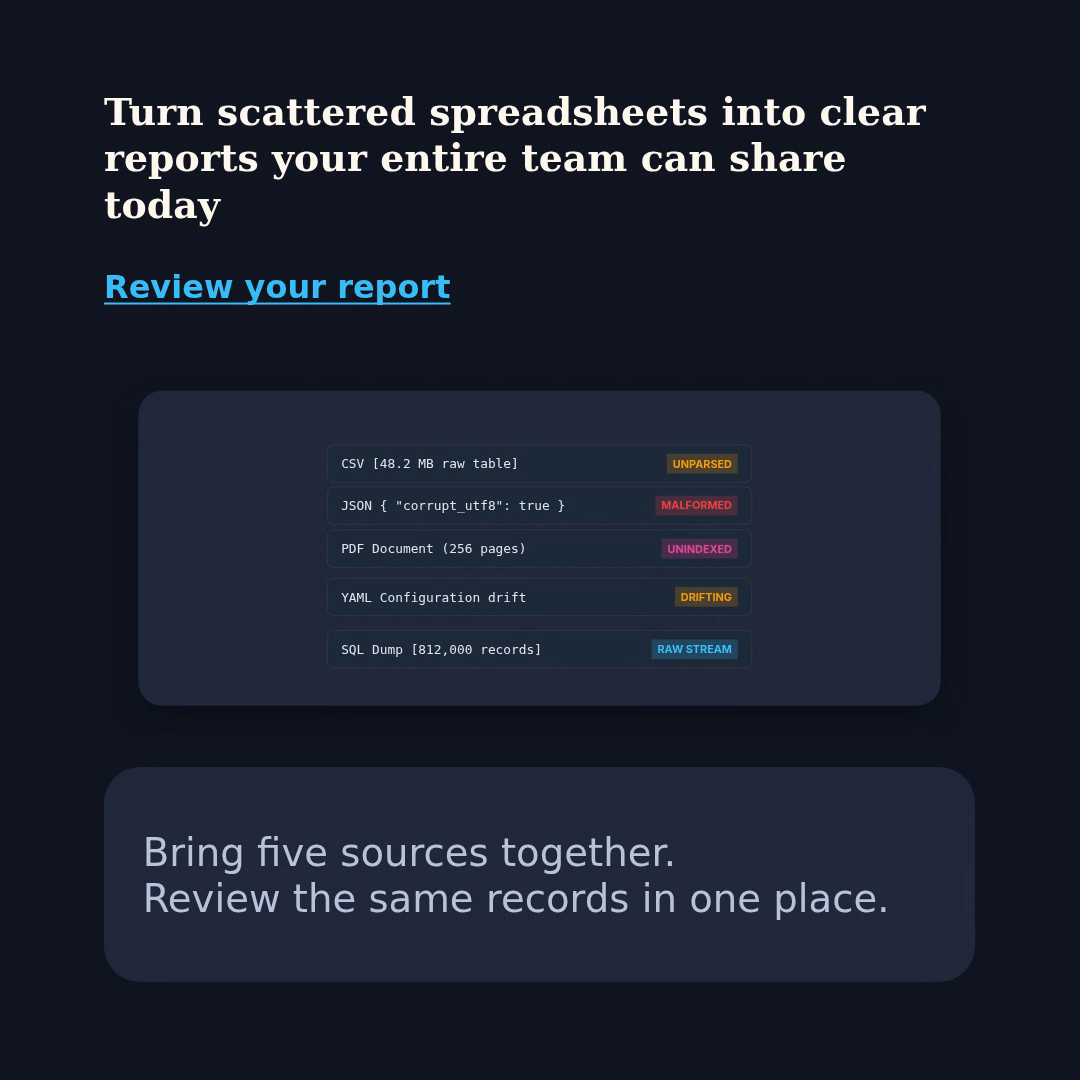 Turn scattered spreadsheets into clear
reports your entire team can share
today
Review your report
CSV [48.2 MB raw table] UNPARSED
JSON { "corrupt_utf8": true } MALFORMED
PDF Document (256 pages) UNINDEXED
YAML Configuration drift DRIFTING
SQL Dump [812,000 records] RAW STREAM
Bring five sources together.
Review the same records in one place.